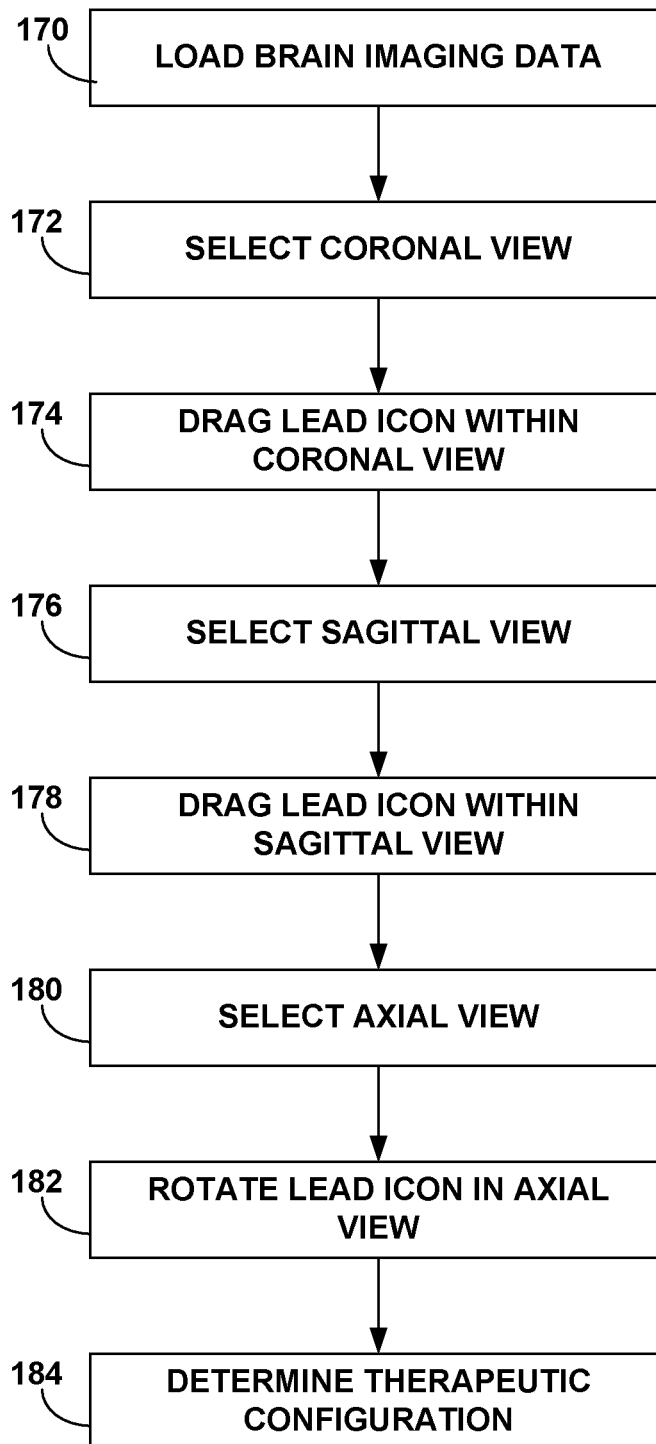 170
LOAD BRAIN IMAGING DATA
172
SELECT CORONAL VIEW
174
DRAG LEAD ICON WITHIN
CORONAL VIEW
176
SELECT SAGITTAL VIEW
178
DRAG LEAD ICON WITHIN
SAGITTAL VIEW
180
SELECT AXIAL VIEW
182
ROTATE LEAD ICON IN AXIAL
VIEW
184
DETERMINE THERAPEUTIC
CONFIGURATION